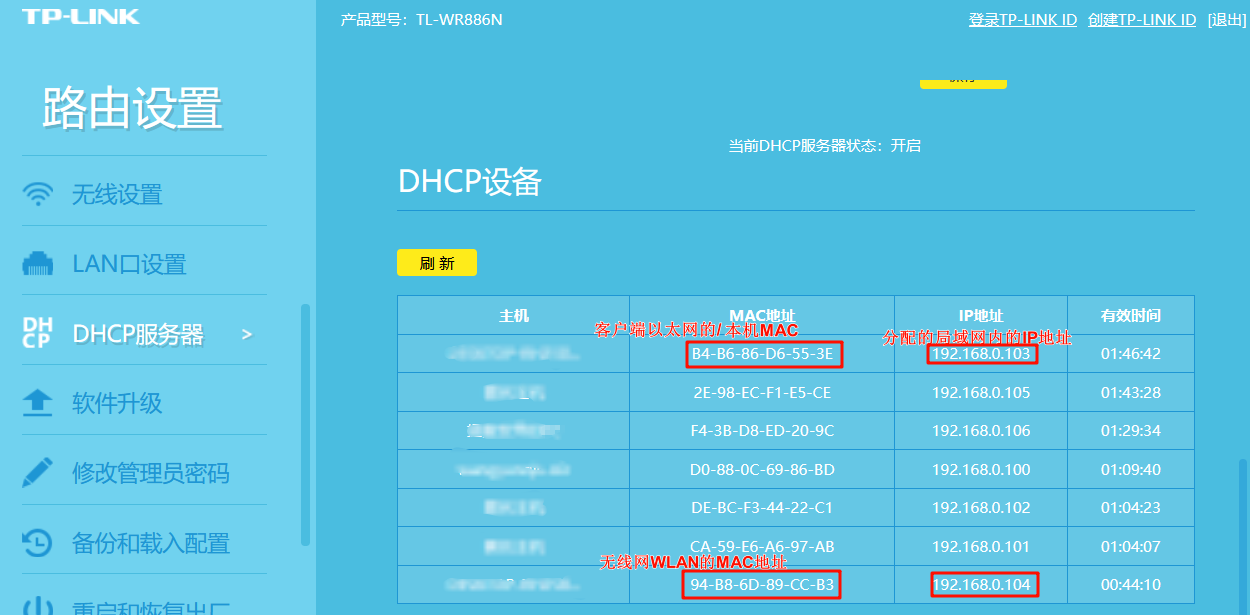 TP-LINK
产品型号：TL-WR886N
登录TP-LINK ID 创建TP-LINK ID [退出]
路由设置
无线设置
LAN口设置
DHCP服务器 >
软件升级
修改管理员密码
备份和载入配置
重启和恢复出厂
当前DHCP服务器状态：开启
DHCP设备
刷 新
主机 MAC地址 IP地址 有效时间
客户端以太网的/本机MAC 分配的局域网内的IP地址
B4-B6-86-D6-55-3E 192.168.0.103 01:46:42
2E-98-EC-F1-E5-CE 192.168.0.105 01:43:28
F4-3B-D8-ED-20-9C 192.168.0.106 01:29:34
D0-88-0C-69-86-BD 192.168.0.100 01:09:40
DE-BC-F3-44-22-C1 192.168.0.102 01:04:23
CA-59-E6-A6-97-AB 192.168.0.101 01:04:07
无线网WLAN的MAC地址
94-B8-6D-89-CC-B3 192.168.0.104 00:44:10